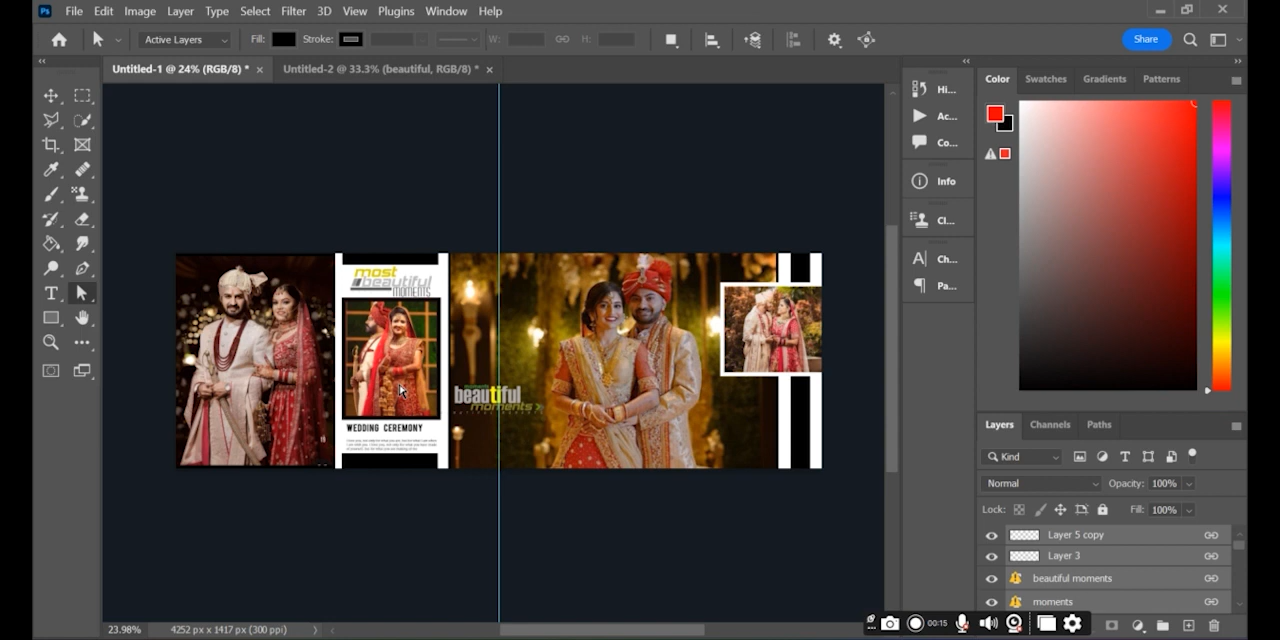 Ps File Edit Image Layer Type Select Filter 3D View Plugins Window Help
Active Layers Fill: Stroke: W: H: Share
Untitled-1 @ 24% (RGB/8) * × Untitled-2 @ 33.3% (beautiful, RGB/8) * ×
Color Swatches Gradients Patterns
Hi...
Ac...
Co...
Info
Cl...
Ch...
Pa...
most
beautiful
MOMENTS
WEDDING CEREMONY
moments
beautiful
moments
Layers Channels Paths
Kind
Normal Opacity: 100%
Lock: Fill: 100%
Layer 5 copy
Layer 3
beautiful moments
moments
00:15
23.98% 4252 px x 1417 px (300 ppi)